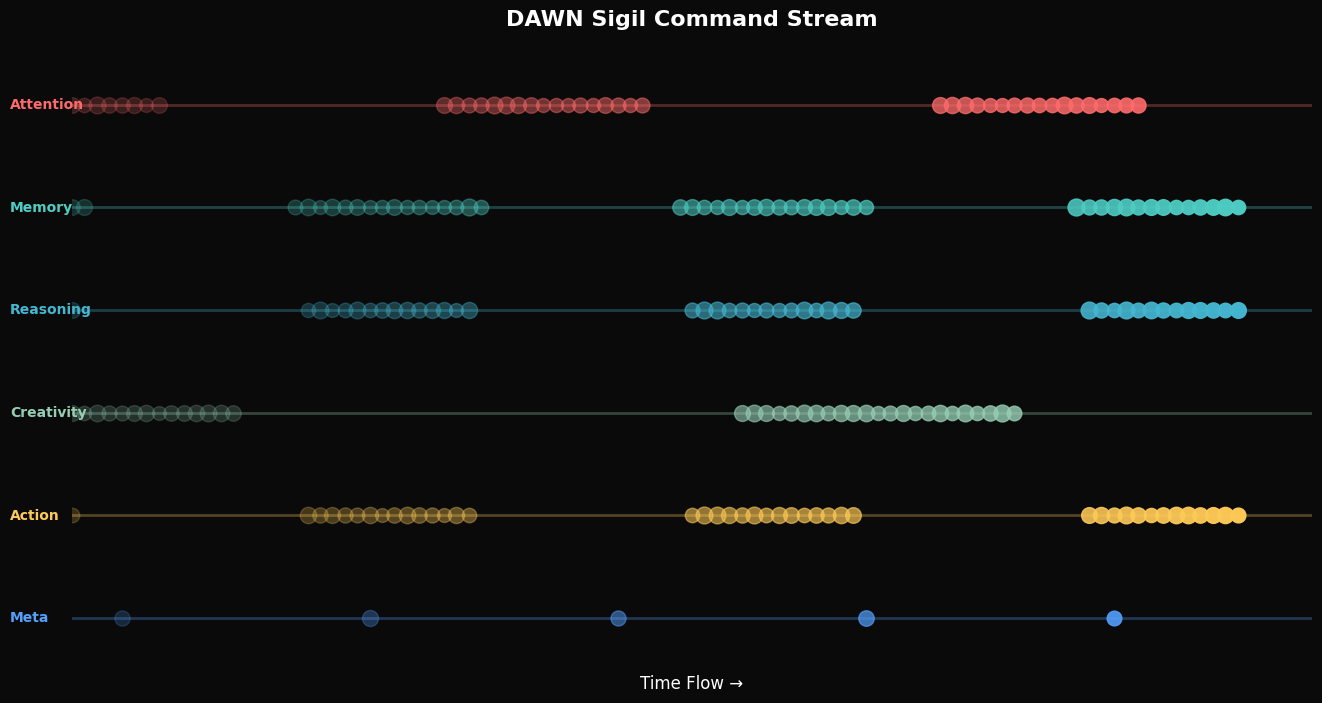 DAWN Sigil Command Stream
Attention
Memory
Reasoning
Creativity
Action
Meta
Time Flow →